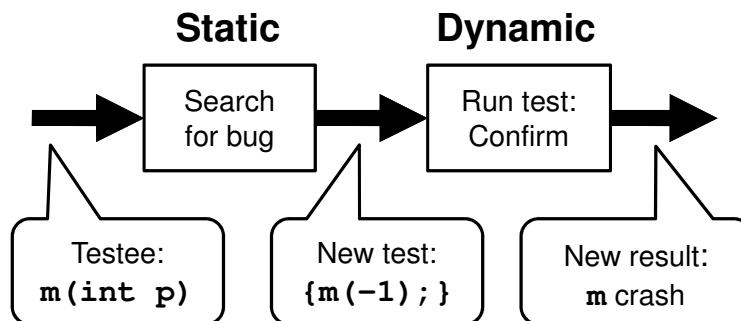 Static
Dynamic
Search
for bug
Run test:
Confirm
Testee:
m(int p)
New test:
{m(-1);}
New result:
m crash